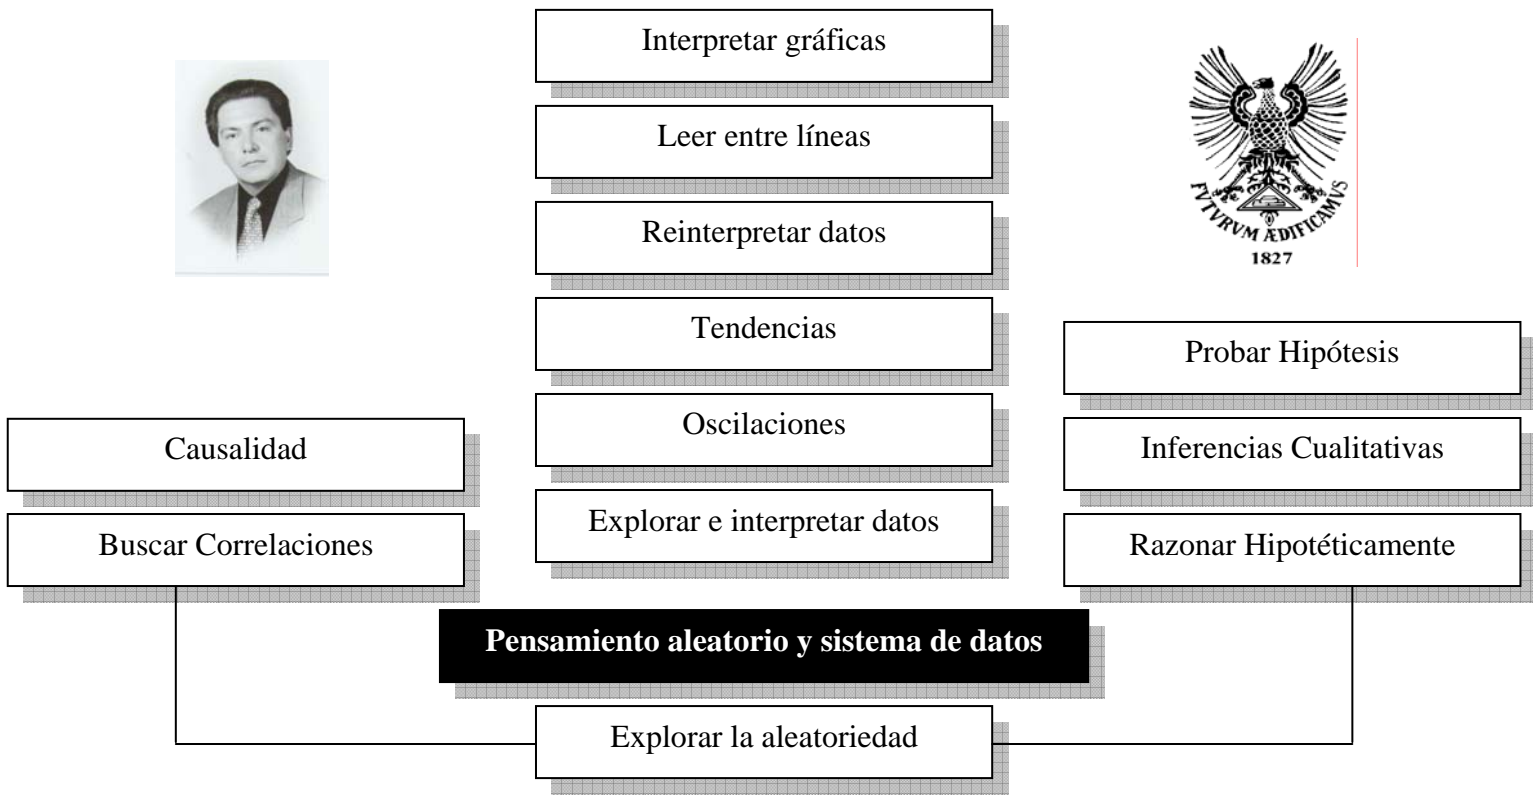 Interpretar gráficas
Leer entre líneas
Reinterpretar datos
Tendencias
Oscilaciones
Explorar e interpretar datos
FVTVRVM ÆDIFICAMVS
1827
Probar Hipótesis
Inferencias Cualitativas
Razonar Hipotéticamente
Causalidad
Buscar Correlaciones
Pensamiento aleatorio y sistema de datos
Explorar la aleatoriedad